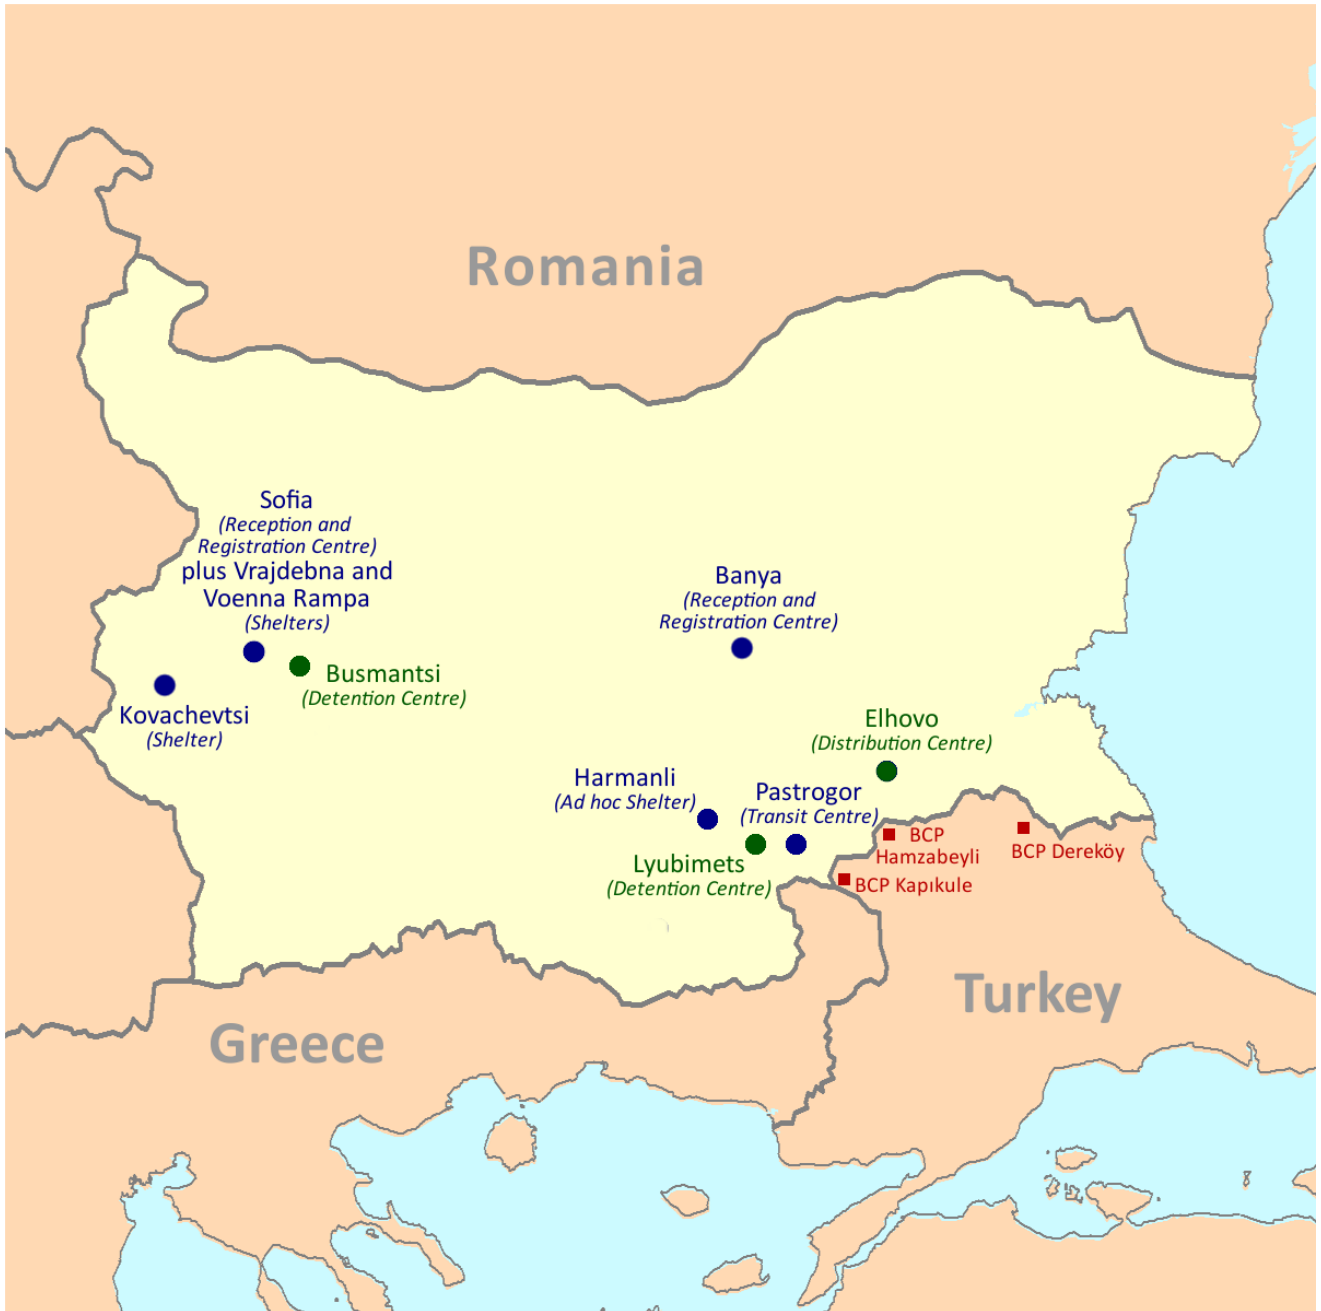 Romania
Sofia
(Reception and
Registration Centre)
plus Vrajdebna and
Voenna Rampa
(Shelters)
Banya
(Reception and
Registration Centre)
Busmantsi
(Detention Centre)
Kovachevtsi
(Shelter)
Elhovo
(Distribution Centre)
Harmanli
(Ad hoc Shelter)
Pastrogor
(Transit Centre)
Lyubimets
(Detention Centre)
BCP
Hamzabeyli
BCP Dereköy
BCP Kapıkule
Turkey
Greece